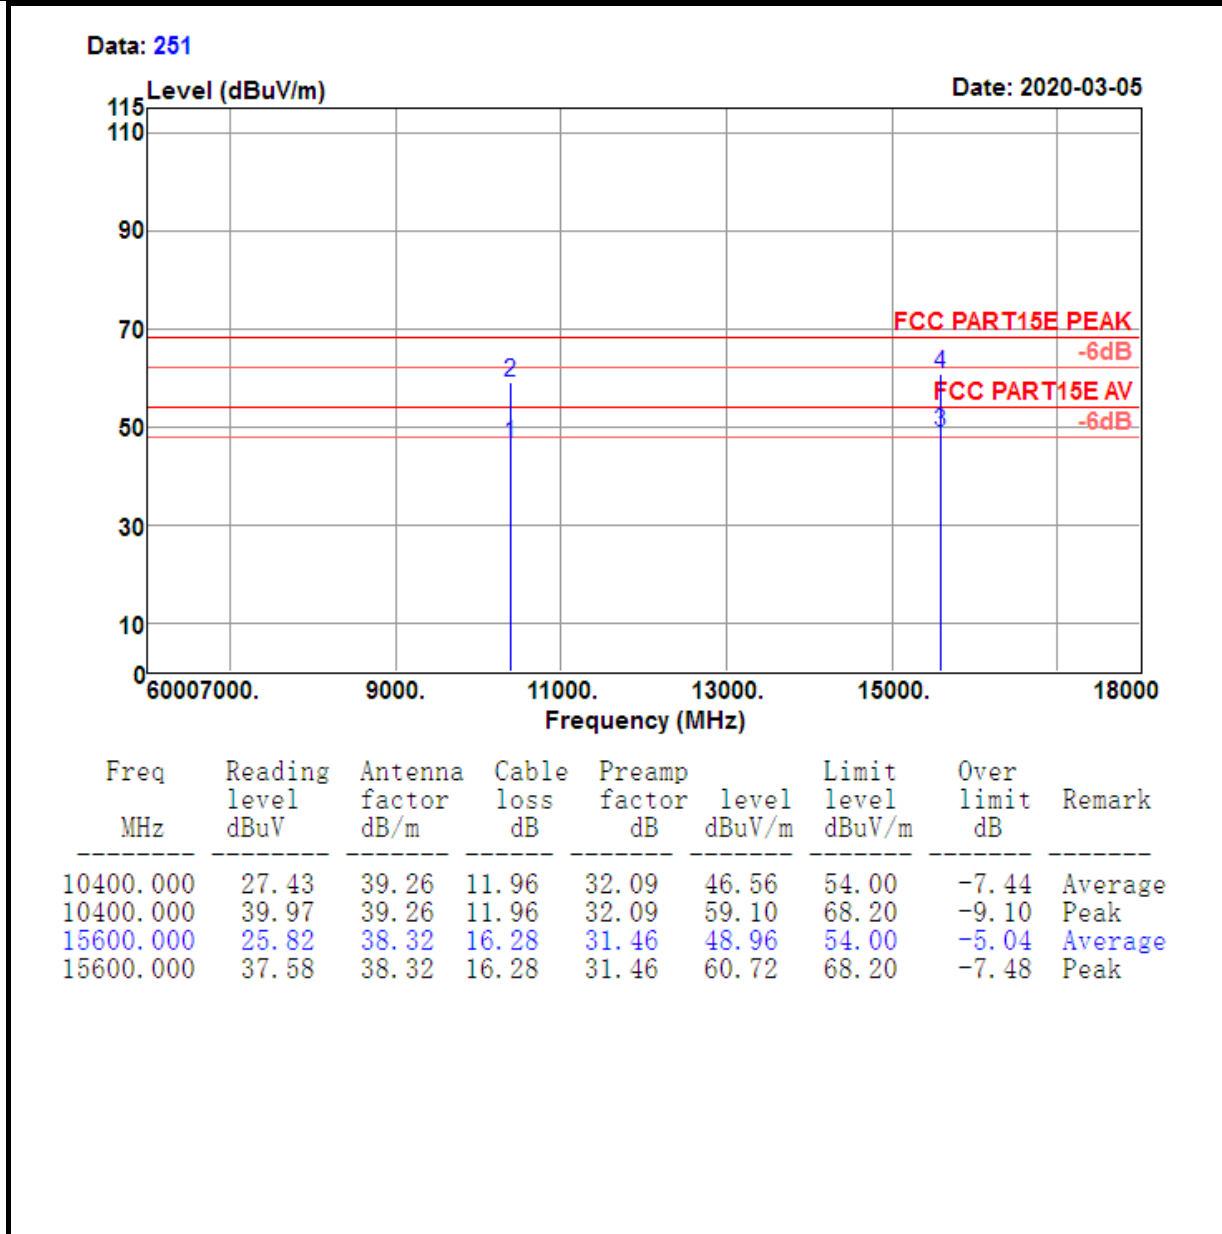 Data: 251
Level (dBuV/m) Date: 2020-03-05
115
110
90
FCC PART15E PEAK
70
-6dB
4
2
FCC PART15E AV
3
-6dB
50
1
30
10
0
6000 7000. 9000. 11000. 13000. 15000. 18000
Frequency (MHz)
Freq Reading Antenna Cable Preamp Limit Over
level factor loss factor level level limit Remark
MHz dBuV dB/m dB dB dBuV/m dBuV/m dB
-------- -------- ------- ------ ------- ------- ------- ------- -------
10400.000 27.43 39.26 11.96 32.09 46.56 54.00 -7.44 Average
10400.000 39.97 39.26 11.96 32.09 59.10 68.20 -9.10 Peak
15600.000 25.82 38.32 16.28 31.46 48.96 54.00 -5.04 Average
15600.000 37.58 38.32 16.28 31.46 60.72 68.20 -7.48 Peak